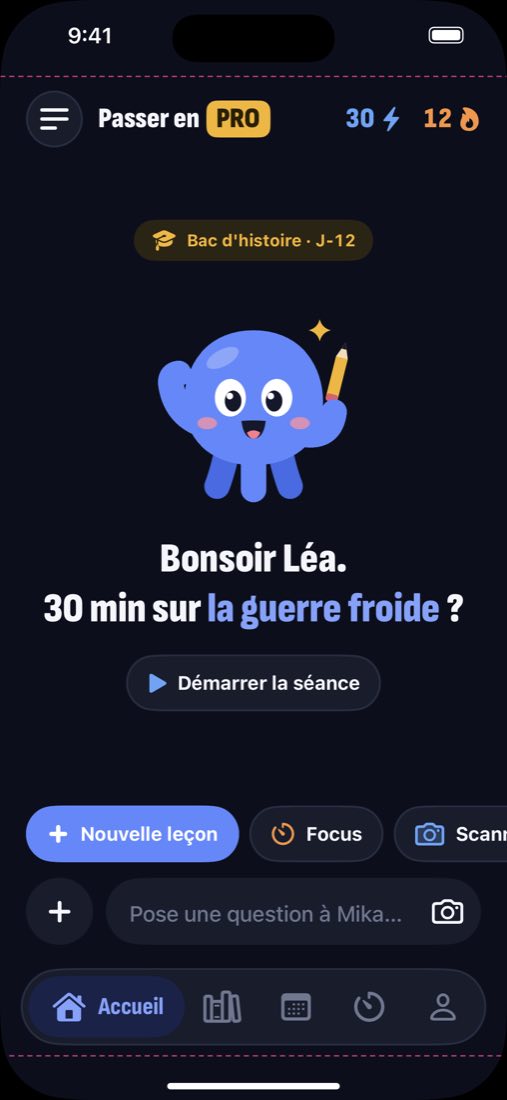 9:41
Passer en PRO
30
12
Bac d'histoire · J-12
Bonsoir Léa.
30 min sur la guerre froide ?
Démarrer la séance
Nouvelle leçon
Focus
Scann
Pose une question à Mika...
Accueil